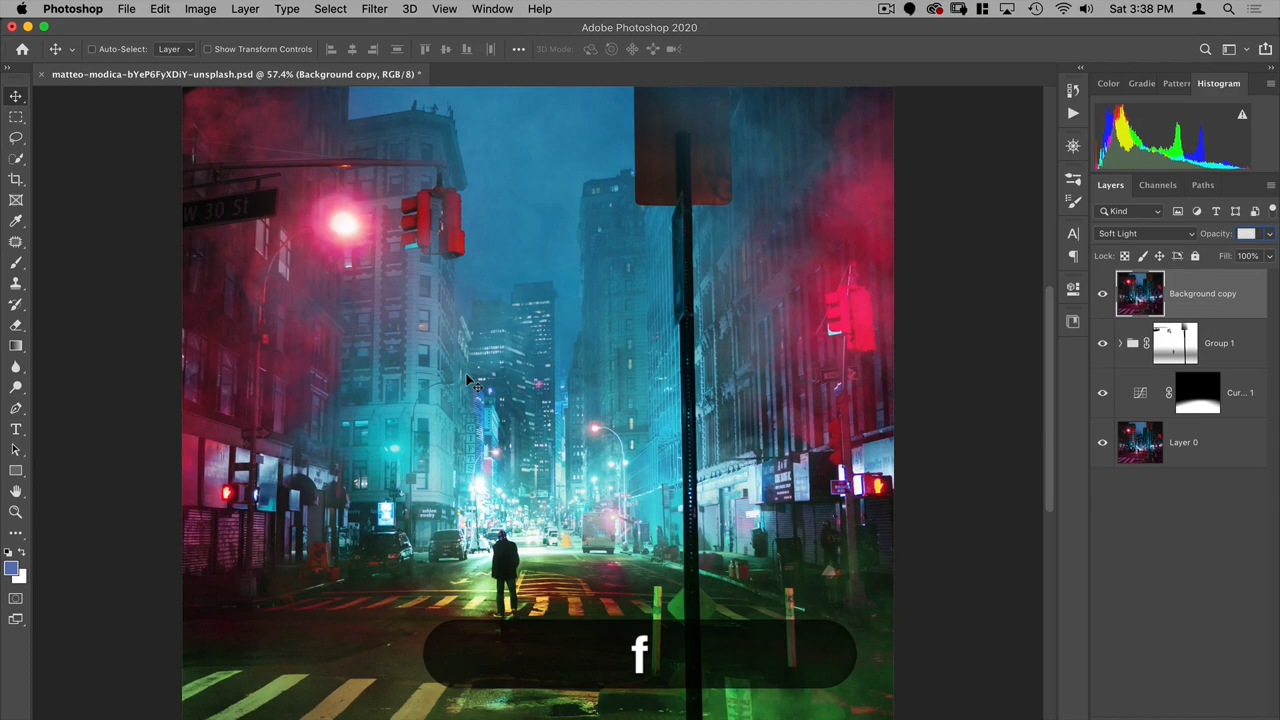 Photoshop File Edit Image Layer Type Select Filter 3D View Window Help Sat 3:38 PM
Adobe Photoshop 2020
Auto-Select: Layer Show Transform Controls 3D Mode:
matteo-modica-bYeP6FyXDiY-unsplash.psd @ 57.4% (Background copy, RGB/8) *
Color Gradie Pattern Histogram
Layers Channels Paths
Kind
Soft Light Opacity:
Lock: Fill: 100%
Background copy
Group 1
Cur... 1
Layer 0
W 30 St
f